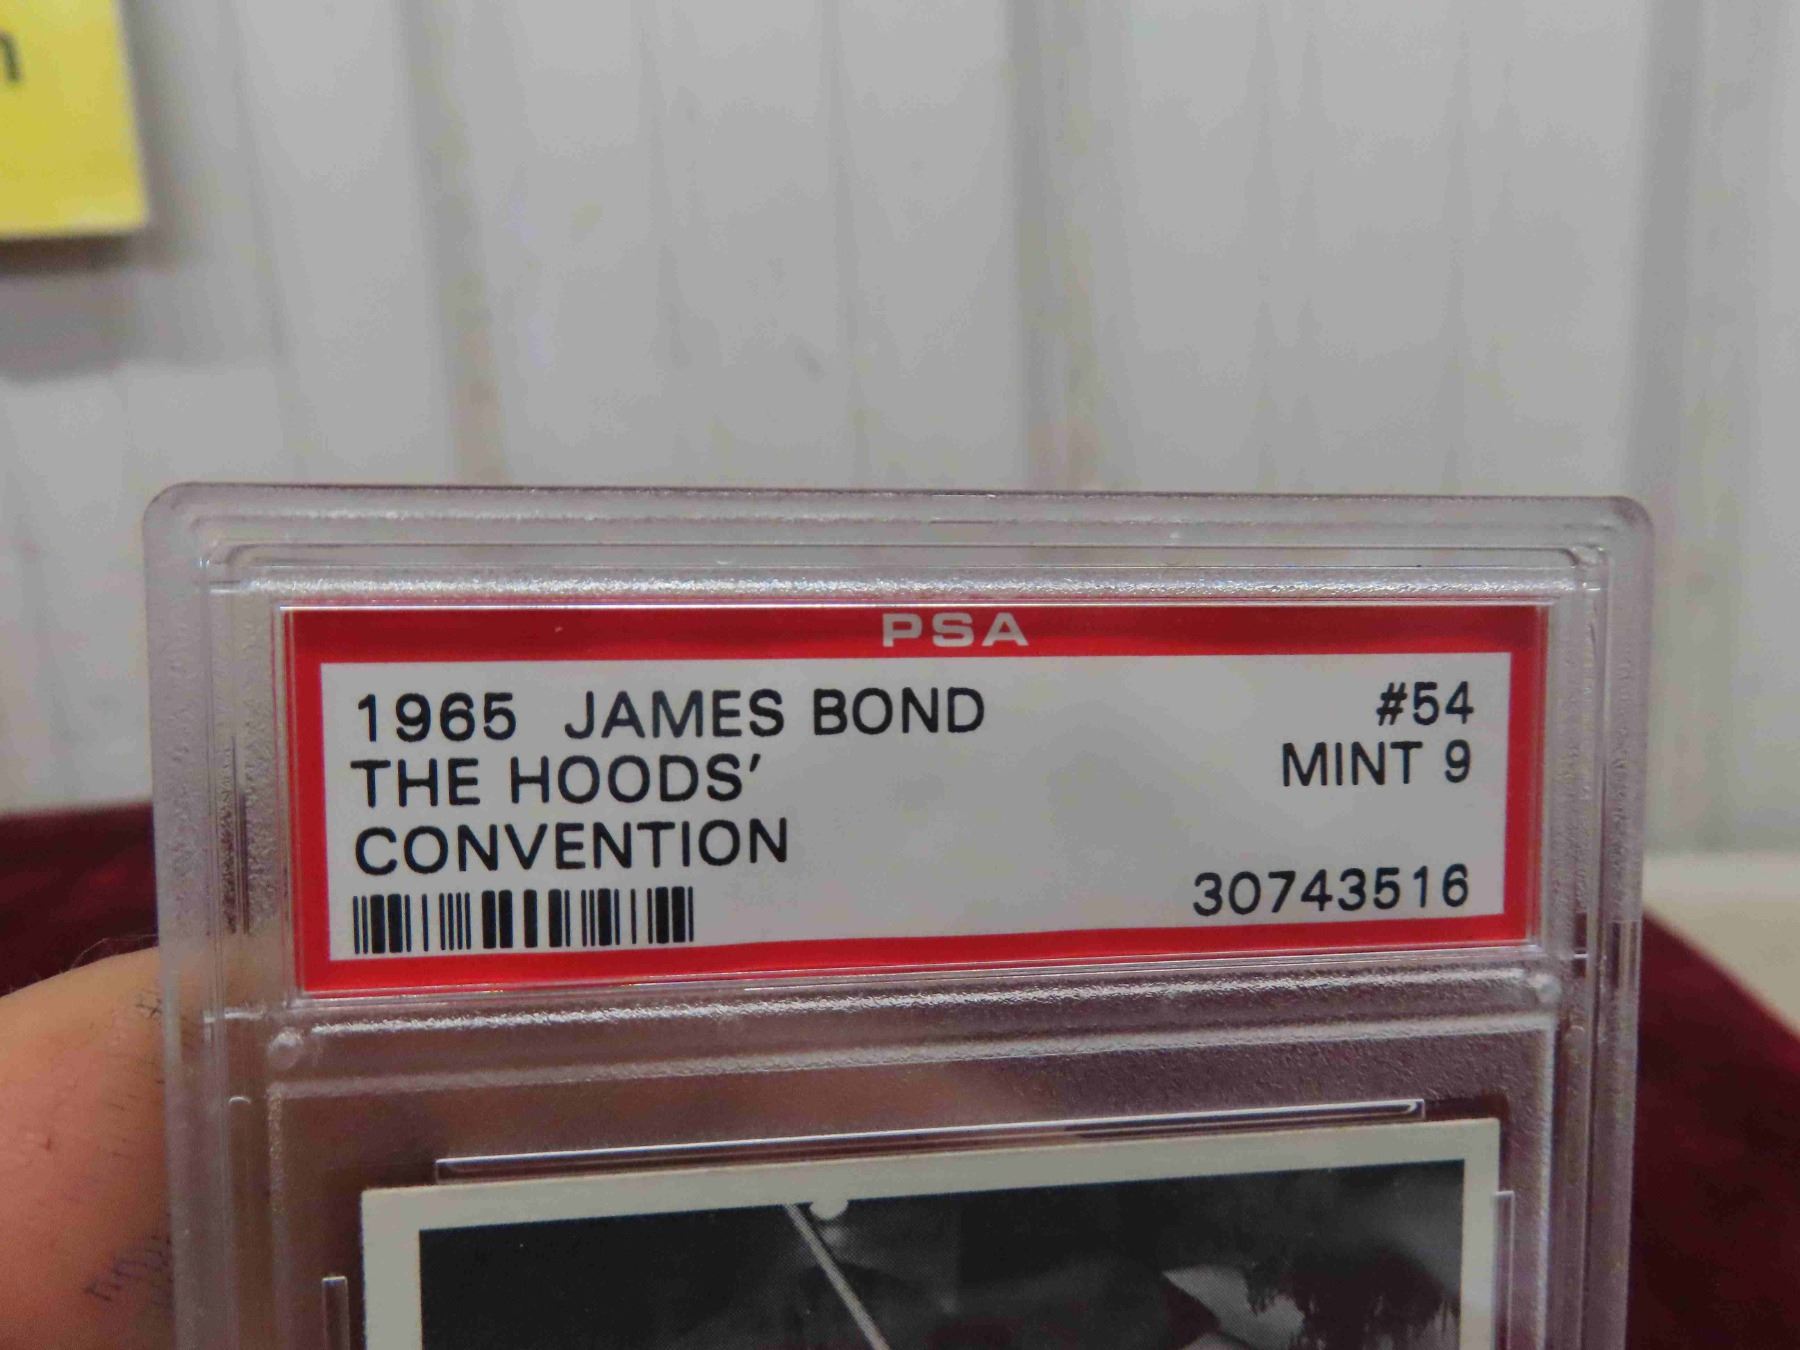 PSA
1965 JAMES BOND #54
THE HOODS' MINT 9
CONVENTION
30743516